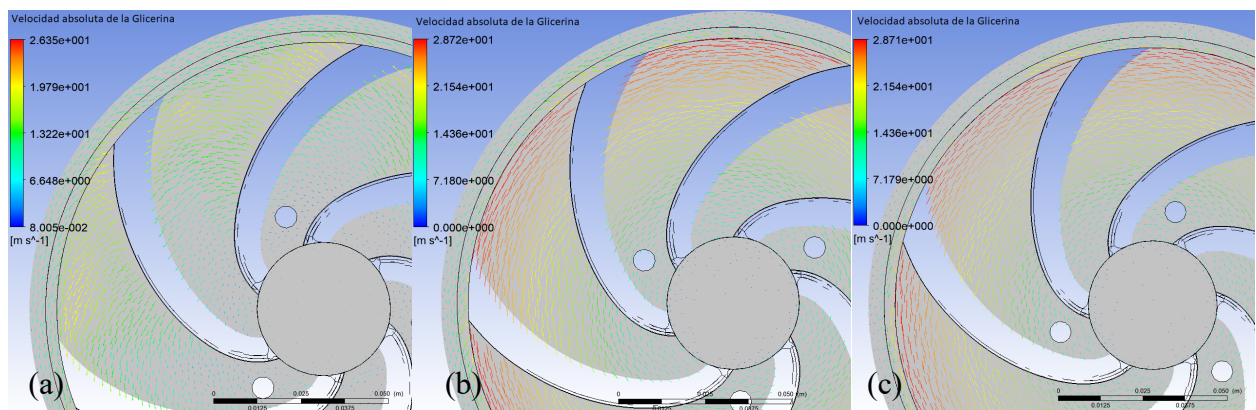 Velocidad absoluta de la Glicerina
2.635e+001
1.979e+001
1.322e+001
6.648e+000
8.005e-002
[m s^-1]
(a)
0
0.025
0.050
(m)
0.0125
0.0375
Velocidad absoluta de la Glicerina
2.872e+001
2.154e+001
1.436e+001
7.180e+000
0.000e+000
[m s^-1]
(b)
0
0.025
0.050
(m)
0.0125
0.0375
Velocidad absoluta de la Glicerina
2.871e+001
2.154e+001
1.436e+001
7.179e+000
0.000e+000
[m s^-1]
(c)
0
0.025
0.050
(m)
0.0125
0.0375